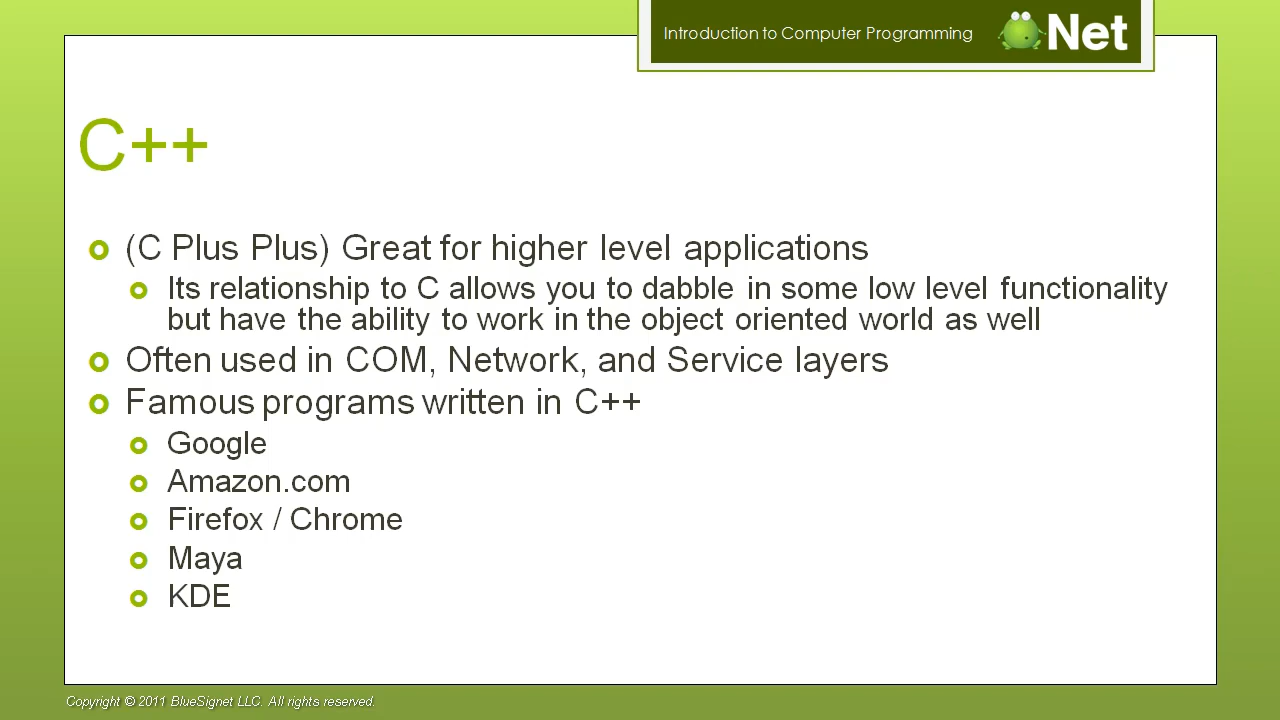 Introduction to Computer Programming
Net
C++
(C Plus Plus) Great for higher level applications
Its relationship to C allows you to dabble in some low level functionality
but have the ability to work in the object oriented world as well
Often used in COM, Network, and Service layers
Famous programs written in C++
Google
Amazon.com
Firefox / Chrome
Maya
KDE
Copyright © 2011 BlueSignet LLC. All rights reserved.